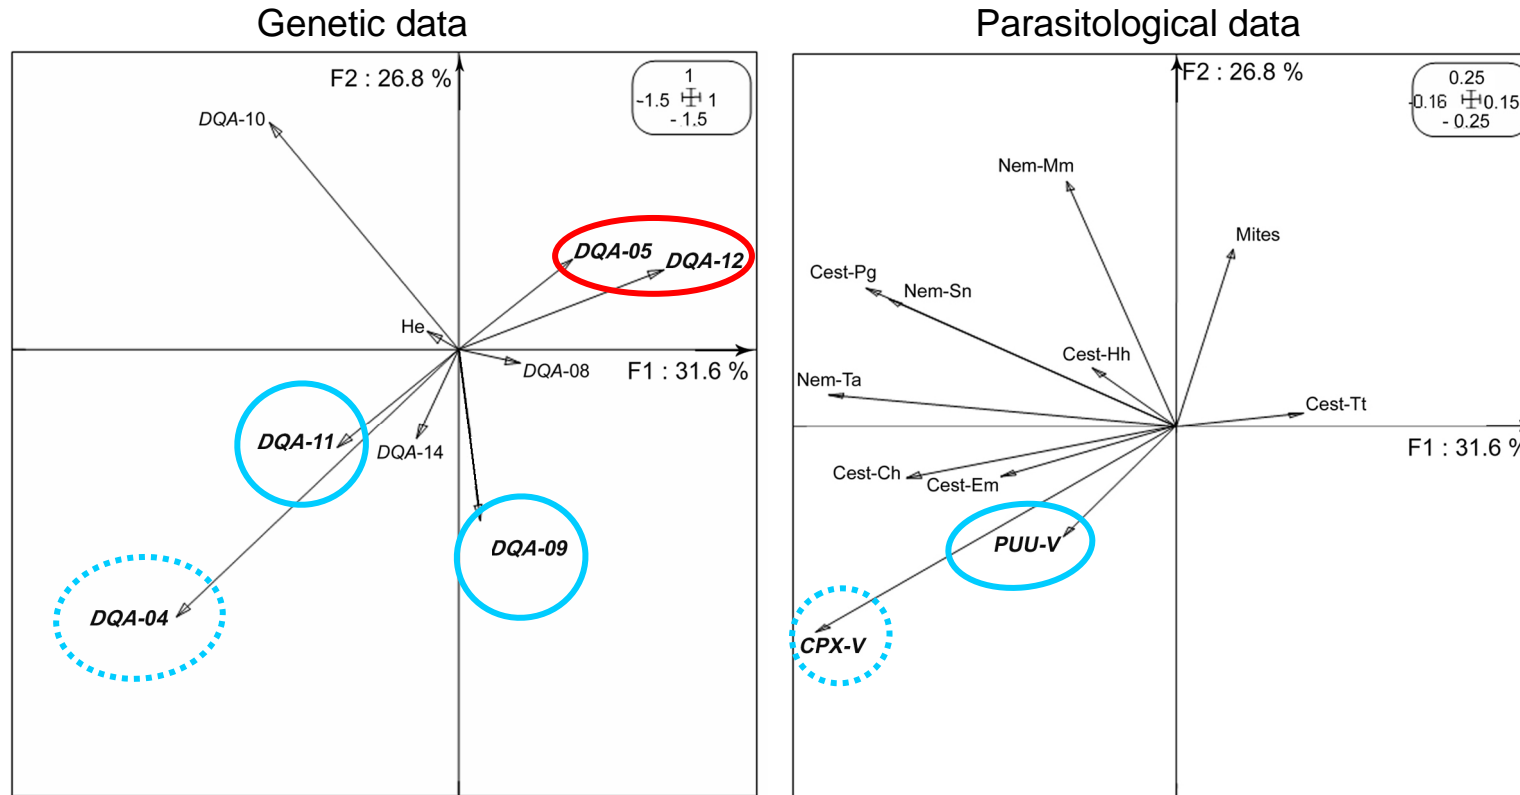 Genetic data
F2 : 26.8 %
1
-1.5 1
- 1.5
DQA-10
DQA-05
DQA-12
He
DQA-08
F1 : 31.6 %
DQA-11
DQA-14
DQA-09
DQA-04
Parasitological data
F2 : 26.8 %
0.25
-0.16 0.15
- 0.25
Nem-Mm
Mites
Cest-Pg
Nem-Sn
Cest-Hh
Nem-Ta
Cest-Tt
F1 : 31.6 %
Cest-Ch
Cest-Em
PUU-V
CPX-V